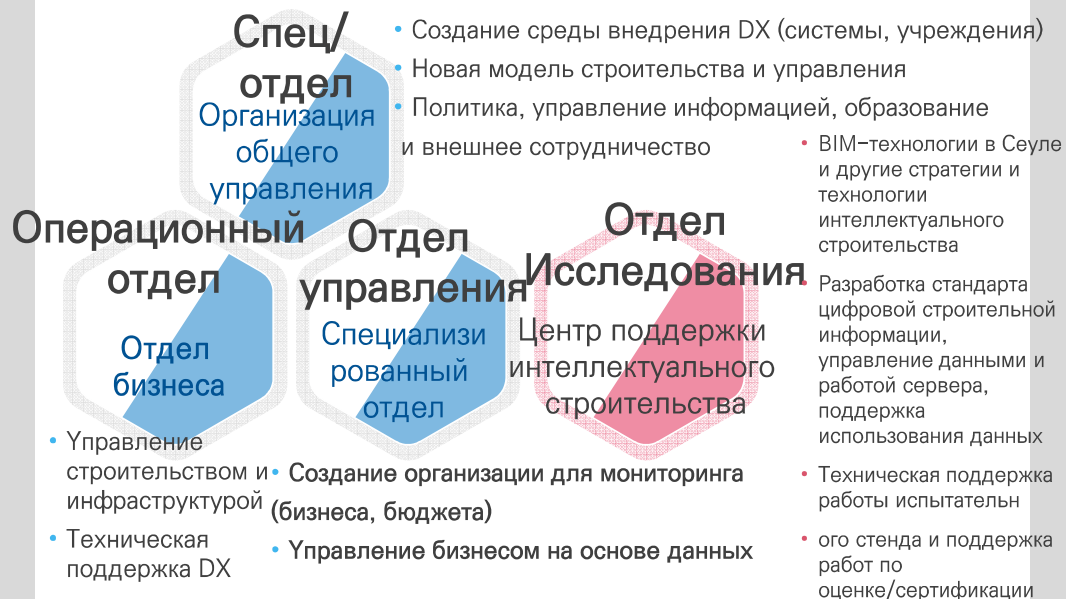 Спец/
отдел
Организация
общего
управления
• Создание среды внедрения DX (системы, учреждения)
• Новая модель строительства и управления
• Политика, управление информацией, образование
и внешнее сотрудничество
Операционный
отдел
Отдел
бизнеса
• Управление
строительством и
инфраструктурой
• Техническая
поддержка DX
Отдел
управления
Специализи
рованный
отдел
• Создание организации для мониторинга
(бизнеса, бюджета)
• Управление бизнесом на основе данных
Отдел
Исследования
Центр поддержки
интеллектуального
строительства
• BIM-технологии в Сеуле
и другие стратегии и
технологии
интеллектуального
строительства
• Разработка стандарта
цифровой строительной
информации,
управление данными и
работой сервера,
поддержка
использования данных
• Техническая поддержка
работы испытательн
• ого стенда и поддержка
работ по
оценке/сертификации